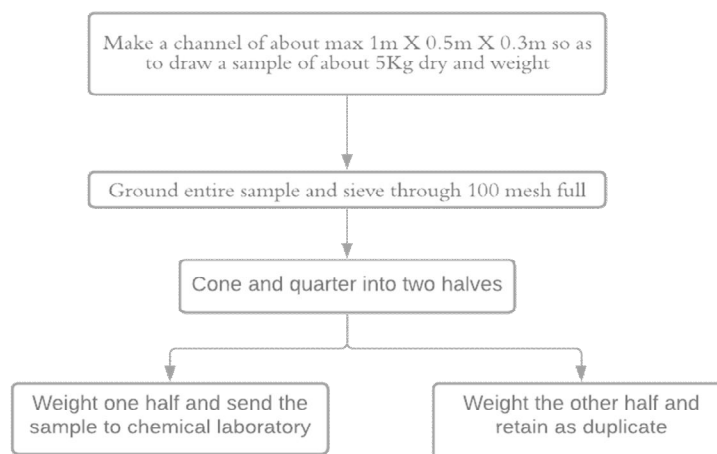 Make a channel of about max 1m X 0.5m X 0.3m so as
to draw a sample of about 5Kg dry and weight
Ground entire sample and sieve through 100 mesh full
Cone and quarter into two halves
Weight one half and send the
sample to chemical laboratory
Weight the other half and
retain as duplicate